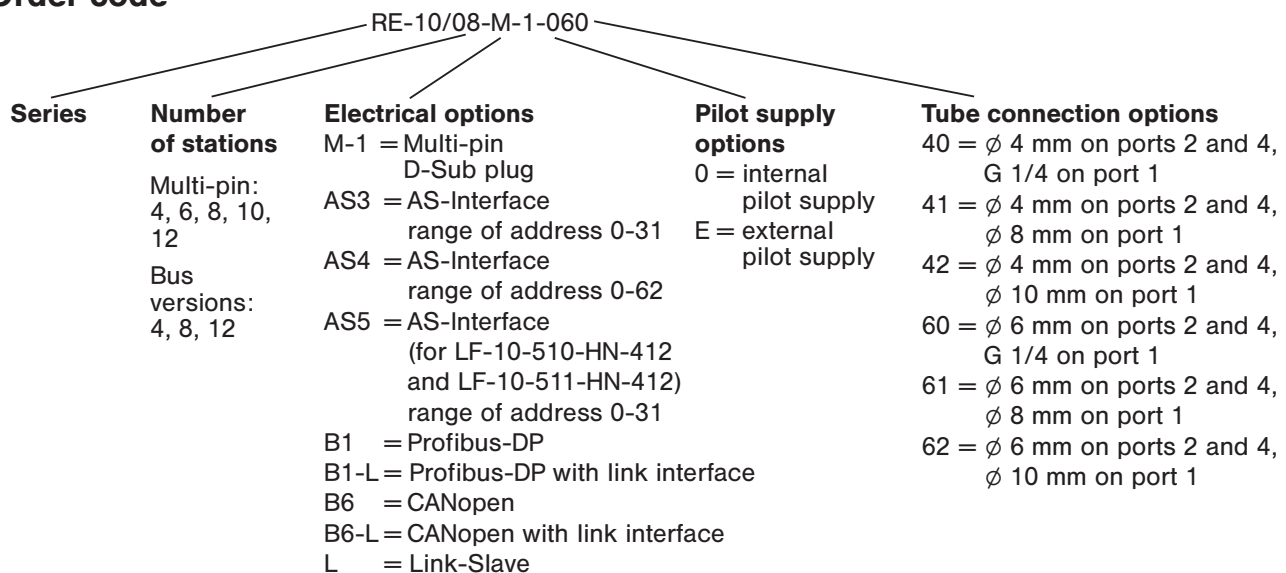 RE-10/08-M-1-060
Series
Number
of stations
Multi-pin:
4, 6, 8, 10,
12
Bus
versions:
4, 8, 12
Electrical options
M-1 = Multi-pin
D-Sub plug
AS3 = AS-Interface
range of address 0-31
AS4 = AS-Interface
range of address 0-62
AS5 = AS-Interface
(for LF-10-510-HN-412
and LF-10-511-HN-412)
range of address 0-31
B1 = Profibus-DP
B1-L = Profibus-DP with link interface
B6 = CANopen
B6-L = CANopen with link interface
L = Link-Slave
Pilot supply
options
0 = internal
pilot supply
E = external
pilot supply
Tube connection options
40 = ø 4 mm on ports 2 and 4,
G 1/4 on port 1
41 = ø 4 mm on ports 2 and 4,
ø 8 mm on port 1
42 = ø 4 mm on ports 2 and 4,
ø 10 mm on port 1
60 = ø 6 mm on ports 2 and 4,
G 1/4 on port 1
61 = ø 6 mm on ports 2 and 4,
ø 8 mm on port 1
62 = ø 6 mm on ports 2 and 4,
ø 10 mm on port 1